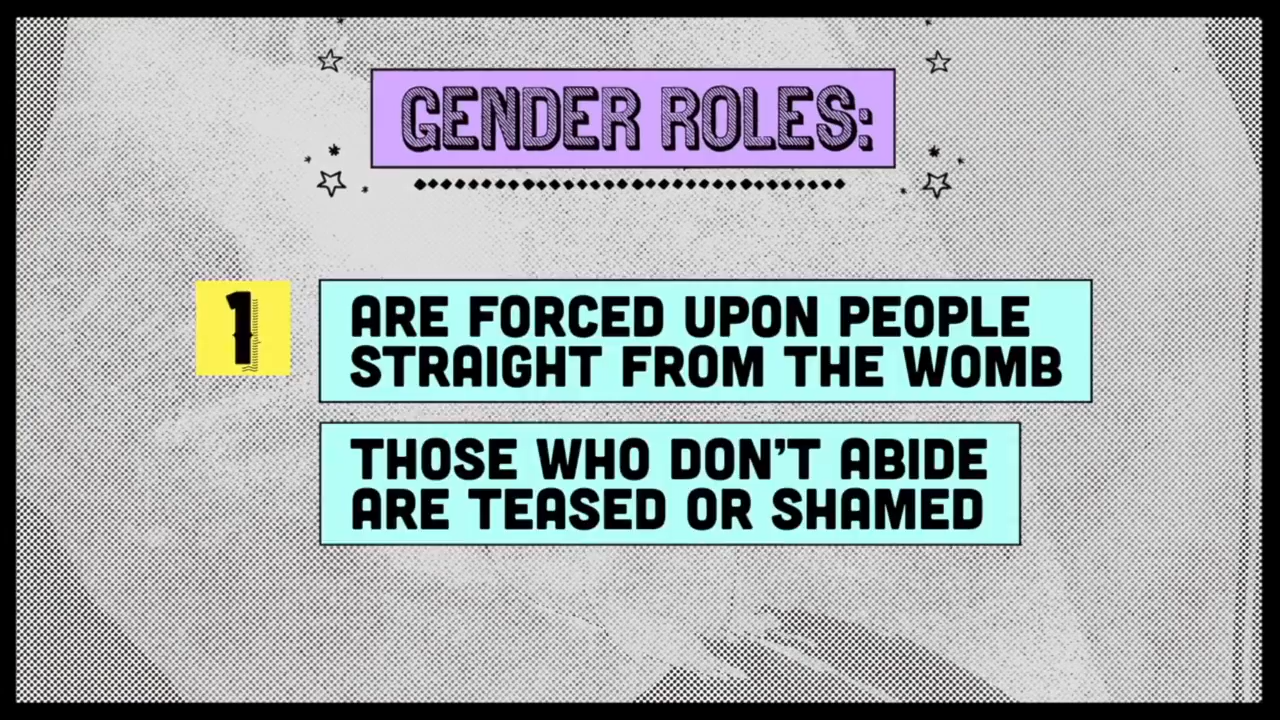 GENDER ROLES:
1
ARE FORCED UPON PEOPLE
STRAIGHT FROM THE WOMB
THOSE WHO DON'T ABIDE
ARE TEASED OR SHAMED